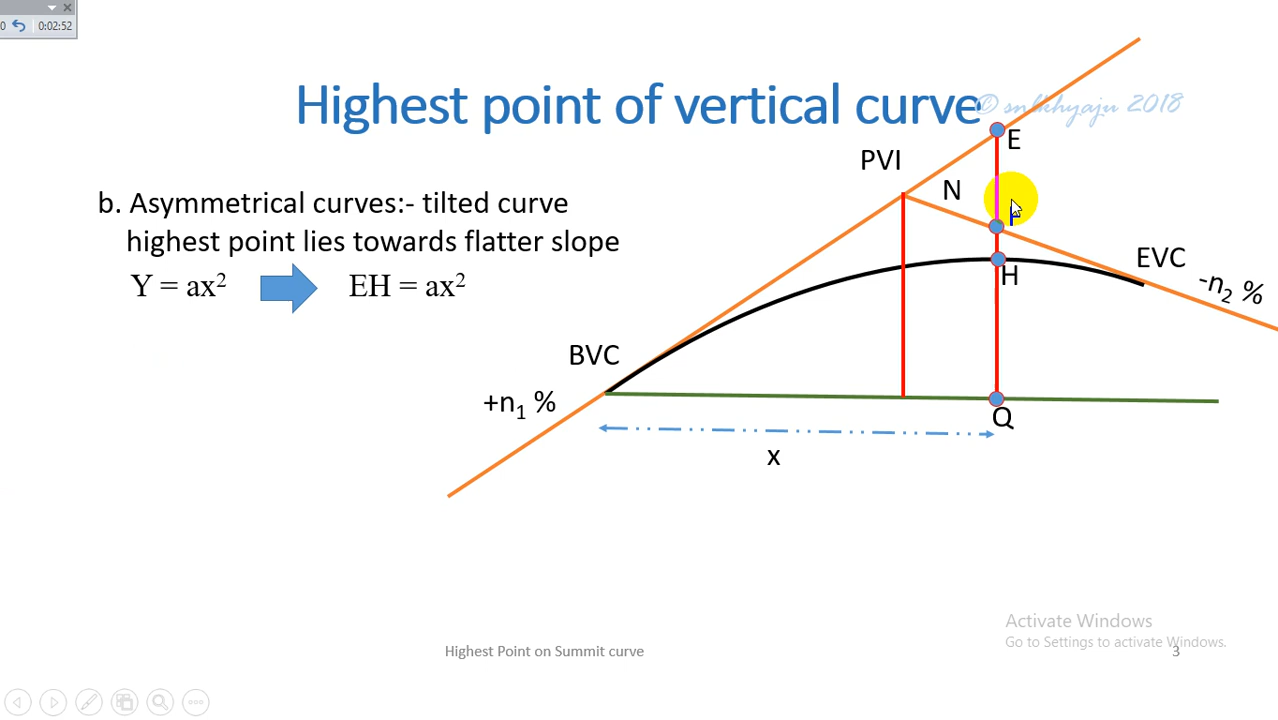 0:02:52
Highest point of vertical curve
© snlkhyaju 2018
b. Asymmetrical curves:- tilted curve
highest point lies towards flatter slope
Y = ax²
EH = ax²
PVI
E
N
H
EVC
-n₂ %
BVC
+n₁ %
Q
x
Activate Windows
Go to Settings to activate Windows.
Highest Point on Summit curve
3